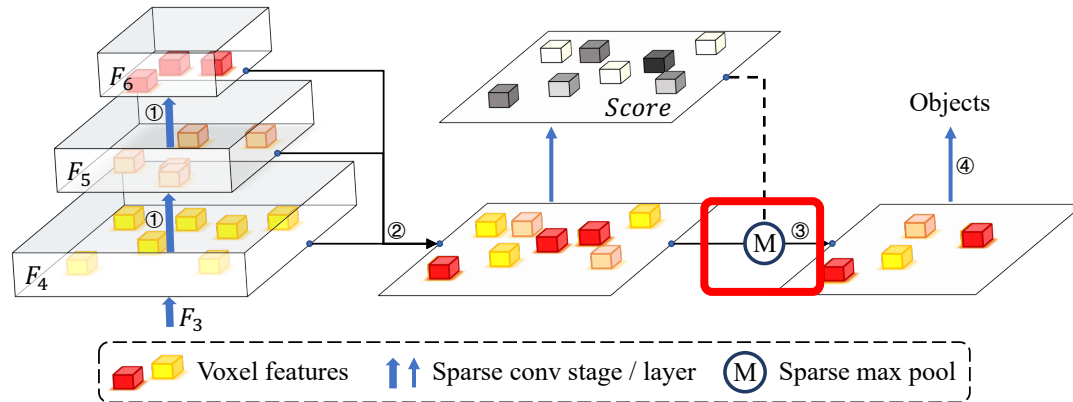 F₆
①
Score
Objects
F₅
④
①
②
M
③
F₄
F₃
Voxel features
Sparse conv stage / layer
M
Sparse max pool